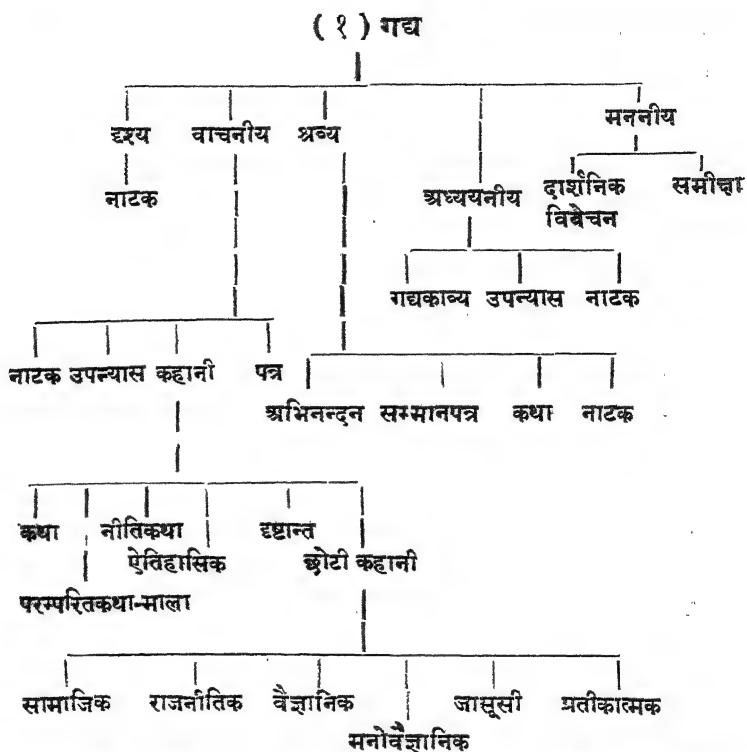 ( १ ) गद्य
दृश्य वाचनीय श्रव्य मननीय
नाटक अध्ययनीय दार्शनिक समीक्षा
विवेचन
गद्यकाव्य उपन्यास नाटक
नाटक उपन्यास कहानी पत्र
अभिनन्दन सम्मानपत्र कथा नाटक
कथा नीतिकथा दृष्टान्त
ऐतिहासिक छोटी कहानी
परम्परितकथा-माला
सामाजिक राजनीतिक वैज्ञानिक जासूसी प्रतीकात्मक
मनोवैज्ञानिक